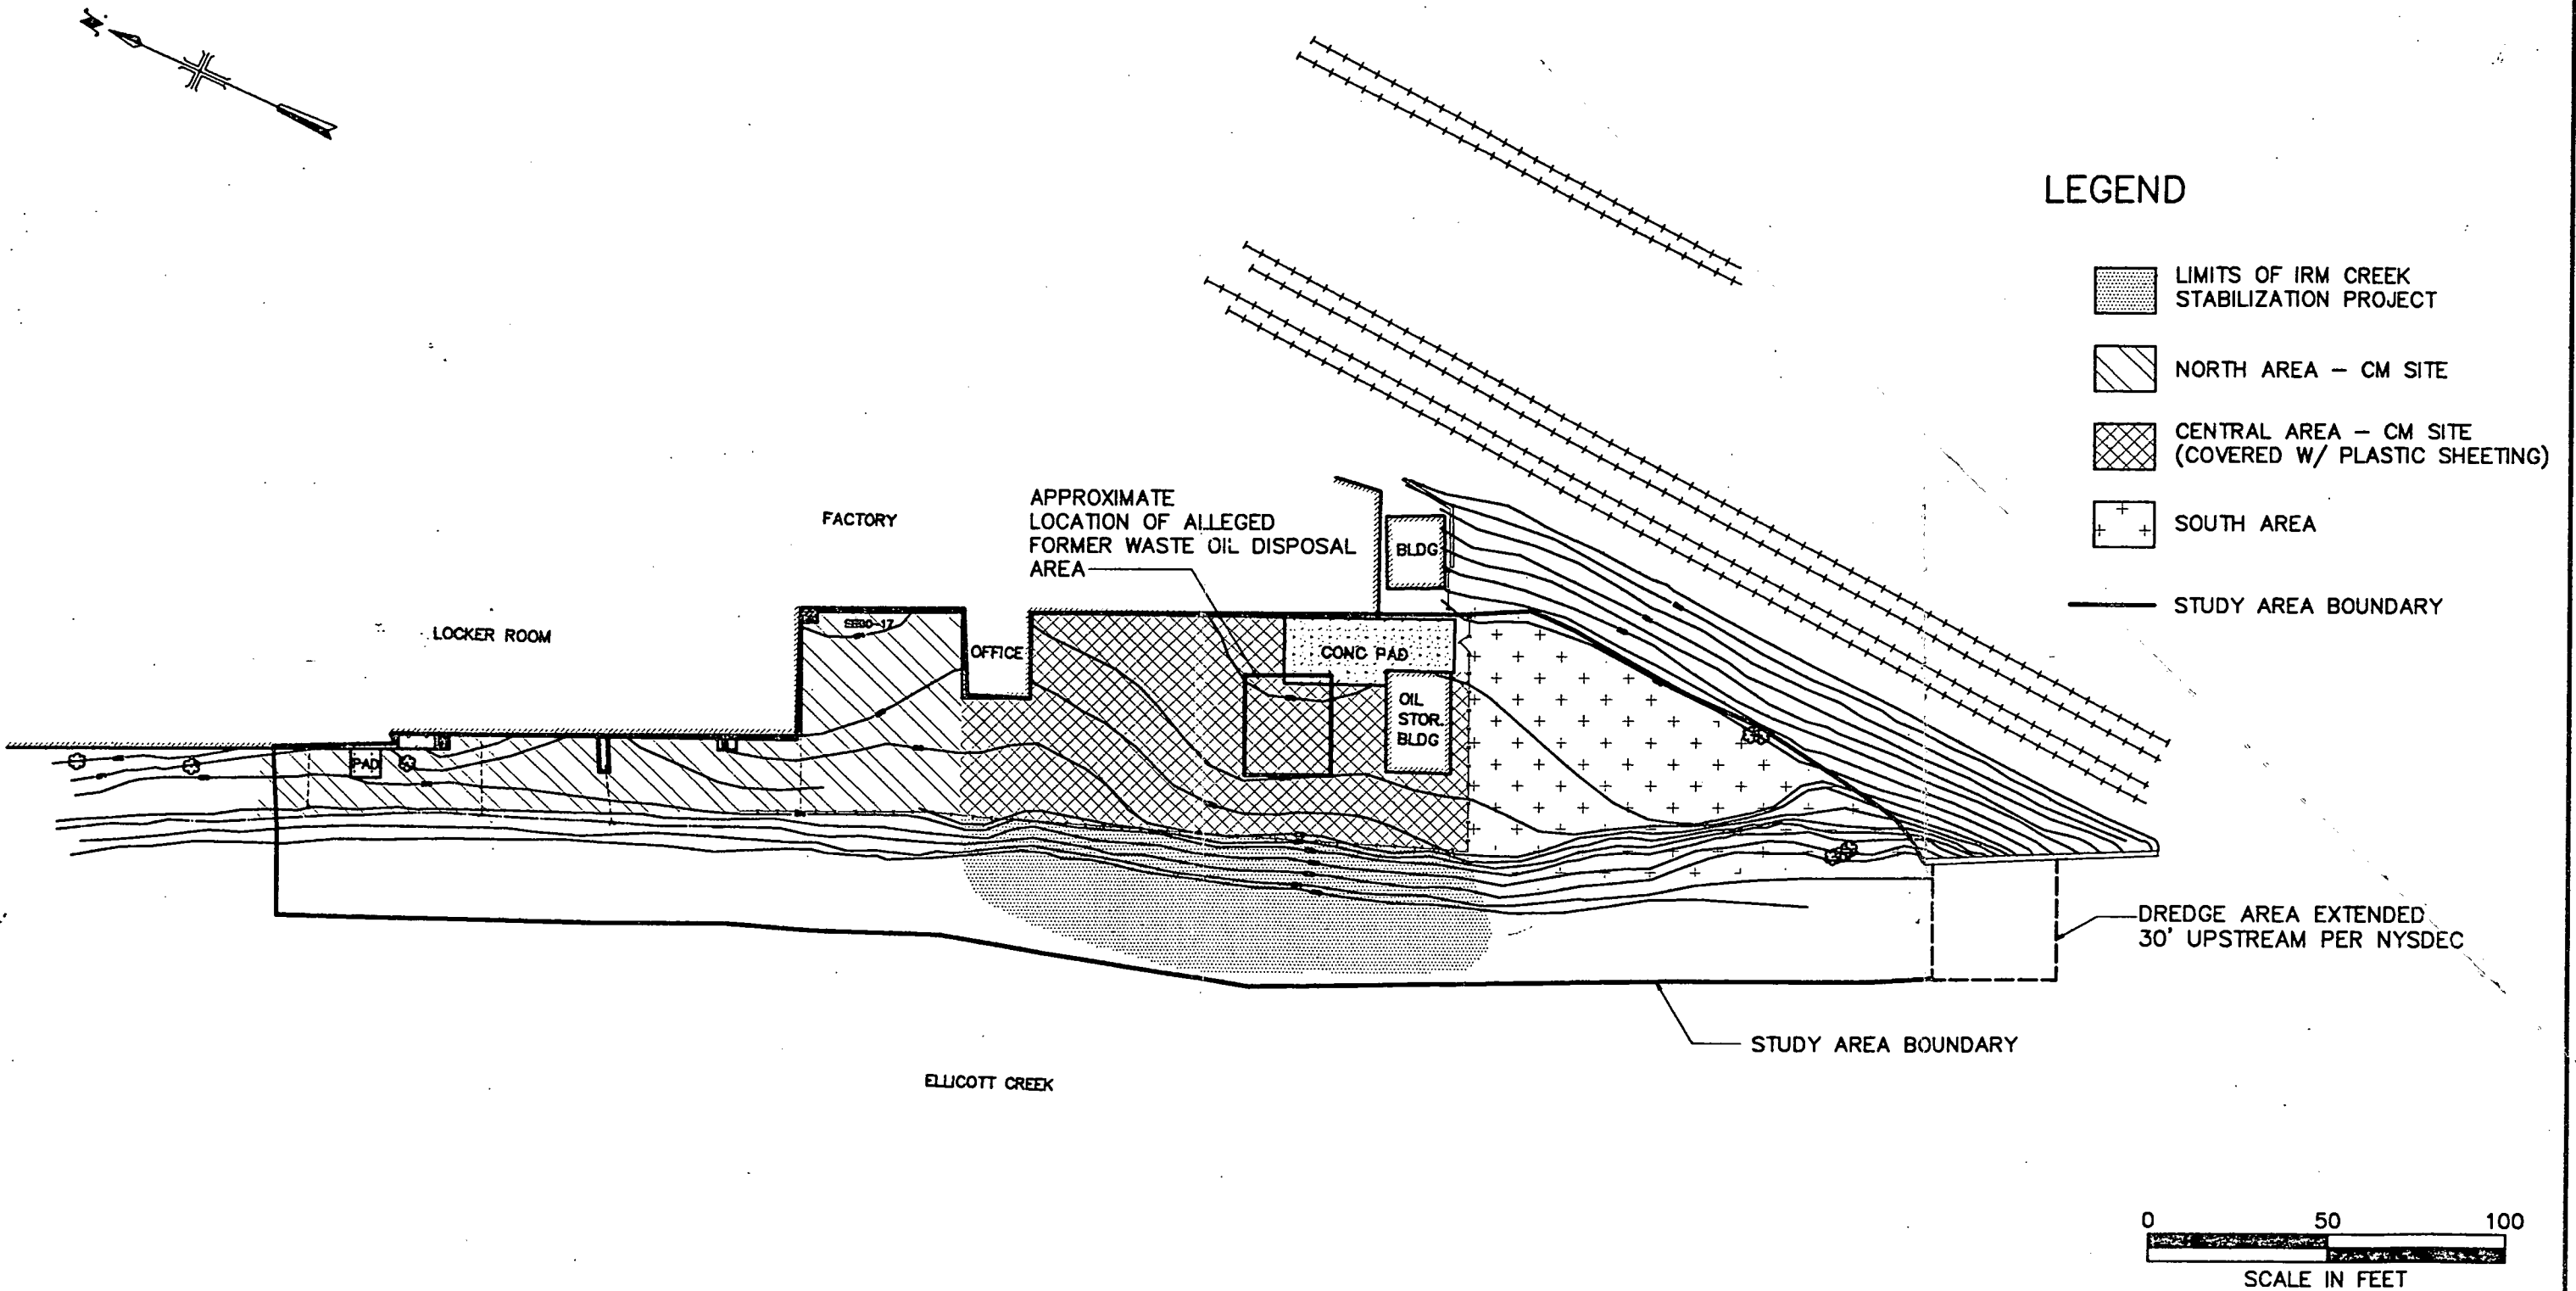 N
LEGEND
LIMITS OF IRM CREEK
STABILIZATION PROJECT
NORTH AREA – CM SITE
CENTRAL AREA – CM SITE
(COVERED W/ PLASTIC SHEETING)
SOUTH AREA
STUDY AREA BOUNDARY
APPROXIMATE
LOCATION OF ALLEGED
FORMER WASTE OIL DISPOSAL
AREA
FACTORY
BLDG
LOCKER ROOM
OFFICE
CONC PAD
OIL
STOR.
BLDG
PAD
DREDGE AREA EXTENDED
30' UPSTREAM PER NYSDEC
STUDY AREA BOUNDARY
ELLICOTT CREEK
0 50 100
SCALE IN FEET